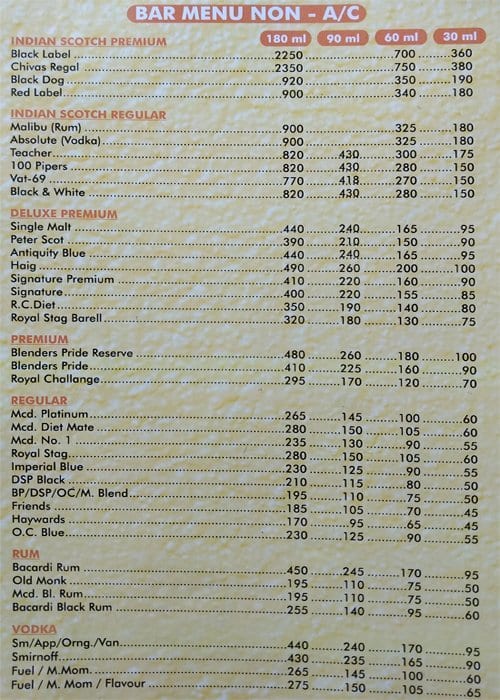 BAR MENU NON - A/C
INDIAN SCOTCH PREMIUM 180 ml 90 ml 60 ml 30 ml
Black Label 2250 700 360
Chivas Regal 2350 750 380
Black Dog 920 350 190
Red Label 900 340 180
INDIAN SCOTCH REGULAR
Malibu (Rum) 900 325 180
Absolute (Vodka) 900 325 180
Teacher 820 430 300 175
100 Pipers 820 430 280 150
Vat-69 770 418 270 150
Black & White 820 430 280 150
DELUXE PREMIUM
Single Malt 440 240 165 95
Peter Scot 390 210 150 90
Antiquity Blue 440 240 165 95
Haig 490 260 200 100
Signature Premium 410 220 160 90
Signature 400 220 155 85
R.C.Diet 350 190 140 80
Royal Stag Barell 320 180 130 75
PREMIUM
Blenders Pride Reserve 480 260 180 100
Blenders Pride 410 225 160 90
Royal Challange 295 170 120 70
REGULAR
Mcd. Platinum 265 145 100 60
Mcd. Diet Mate 280 150 105 60
Mcd. No. 1 235 130 90 55
Royal Stag 280 150 105 60
Imperial Blue 230 125 90 55
DSP Black 210 115 80 50
BP/DSP/OC/M. Blend 195 110 75 50
Friends 185 105 70 45
Haywards 170 95 65 45
O.C. Blue 230 125 90 55
RUM
Bacardi Rum 450 245 170 95
Old Monk 195 110 75 50
Mcd. Bl. Rum 195 110 75 50
Bacardi Black Rum 255 140 95 60
VODKA
Sm/App/Orng./Van 440 240 170 95
Smirnoff 430 235 165 90
Fuel / M.Mom. 265 145 100 60
Fuel / M. Mom / Flavour 275 150 105 65